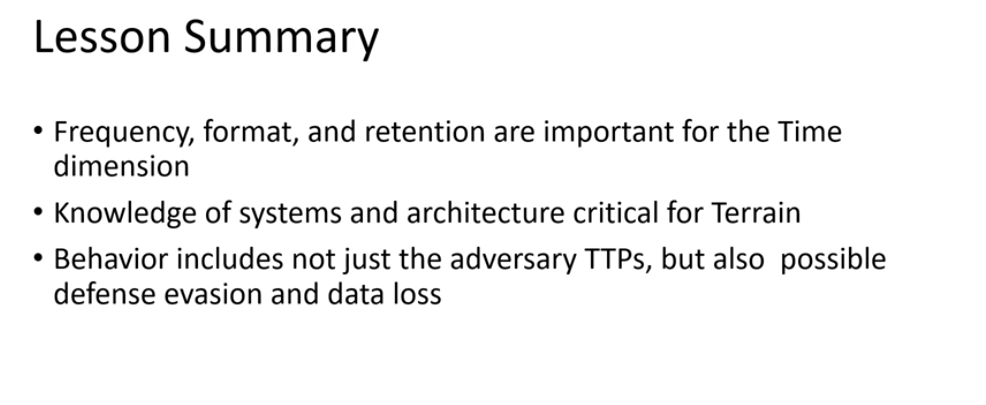 Lesson Summary
• Frequency, format, and retention are important for the Time
dimension
• Knowledge of systems and architecture critical for Terrain
• Behavior includes not just the adversary TTPs, but also  possible
defense evasion and data loss